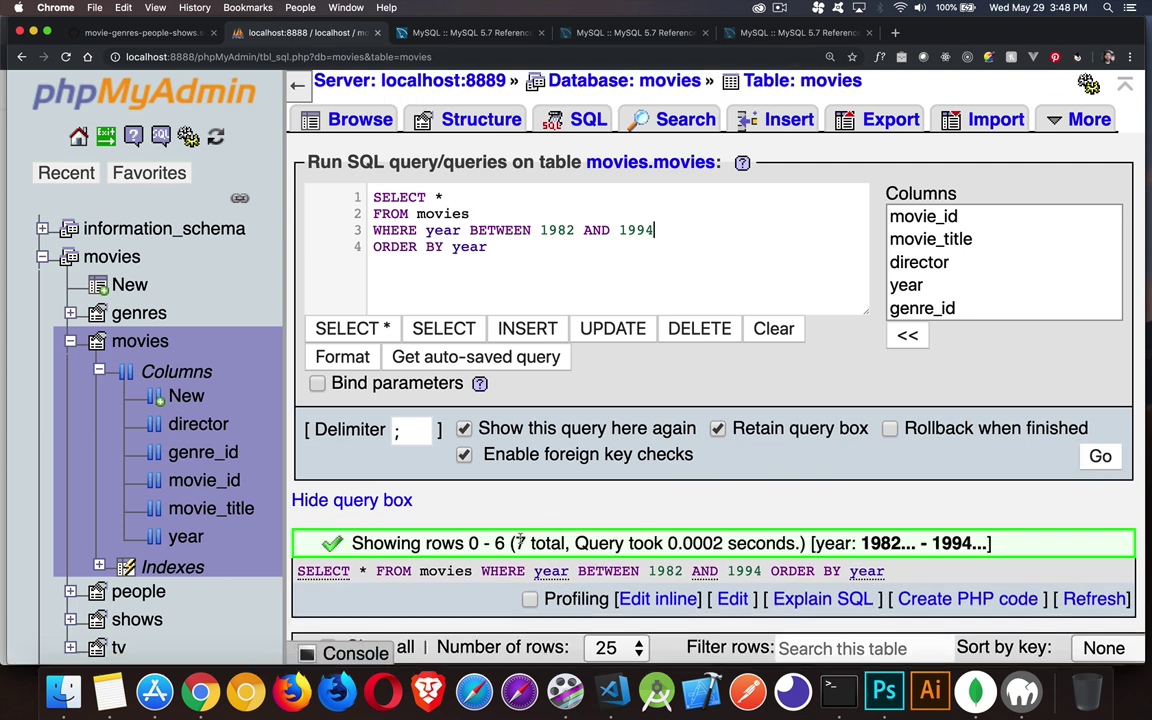 Chrome File Edit View History Bookmarks People Window Help 100% Wed May 29 3:48 PM
movie-genres-people-shows.s × localhost:8888 / localhost / mo × MySQL :: MySQL 5.7 Reference × MySQL :: MySQL 5.7 Reference × MySQL :: MySQL 5.7 Reference × +
localhost:8888/phpMyAdmin/tbl_sql.php?db=movies&table=movies
phpMyAdmin
Recent Favorites
information_schema
movies
New
genres
movies
Columns
New
director
genre_id
movie_id
movie_title
year
Indexes
people
shows
tv
← Server: localhost:8889 » Database: movies » Table: movies
Browse Structure SQL Search Insert Export Import More
Run SQL query/queries on table movies.movies:
1 SELECT *
2 FROM movies
3 WHERE year BETWEEN 1982 AND 1994
4 ORDER BY year
Columns
movie_id
movie_title
director
year
genre_id
<<
SELECT * SELECT INSERT UPDATE DELETE Clear
Format Get auto-saved query
Bind parameters
[ Delimiter ; ] Show this query here again Retain query box Rollback when finished
Enable foreign key checks
Go
Hide query box
Showing rows 0 - 6 (7 total, Query took 0.0002 seconds.) [year: 1982... - 1994...]
SELECT * FROM movies WHERE year BETWEEN 1982 AND 1994 ORDER BY year
Profiling [Edit inline] [ Edit ] [ Explain SQL ] [ Create PHP code ] [ Refresh]
all Number of rows: 25 Filter rows: Search this table Sort by key: None
Console
Ps Ai